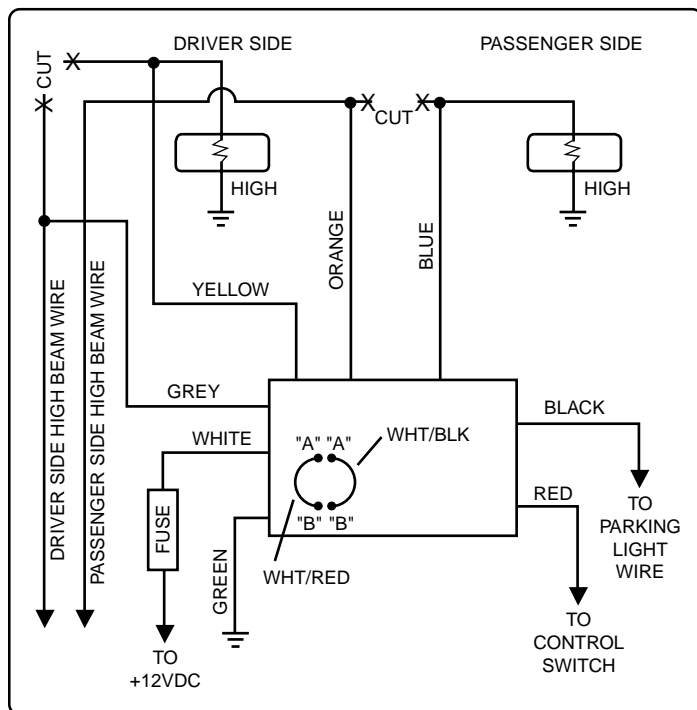 DRIVER SIDE
PASSENGER SIDE
CUT
CUT
HIGH
HIGH
ORANGE
BLUE
YELLOW
DRIVER SIDE HIGH BEAM WIRE
PASSENGER SIDE HIGH BEAM WIRE
GREY
WHITE
"A" "A"
WHT/BLK
BLACK
RED
"B" "B"
FUSE
GREEN
WHT/RED
TO
PARKING
LIGHT
WIRE
TO
+12VDC
TO
CONTROL
SWITCH